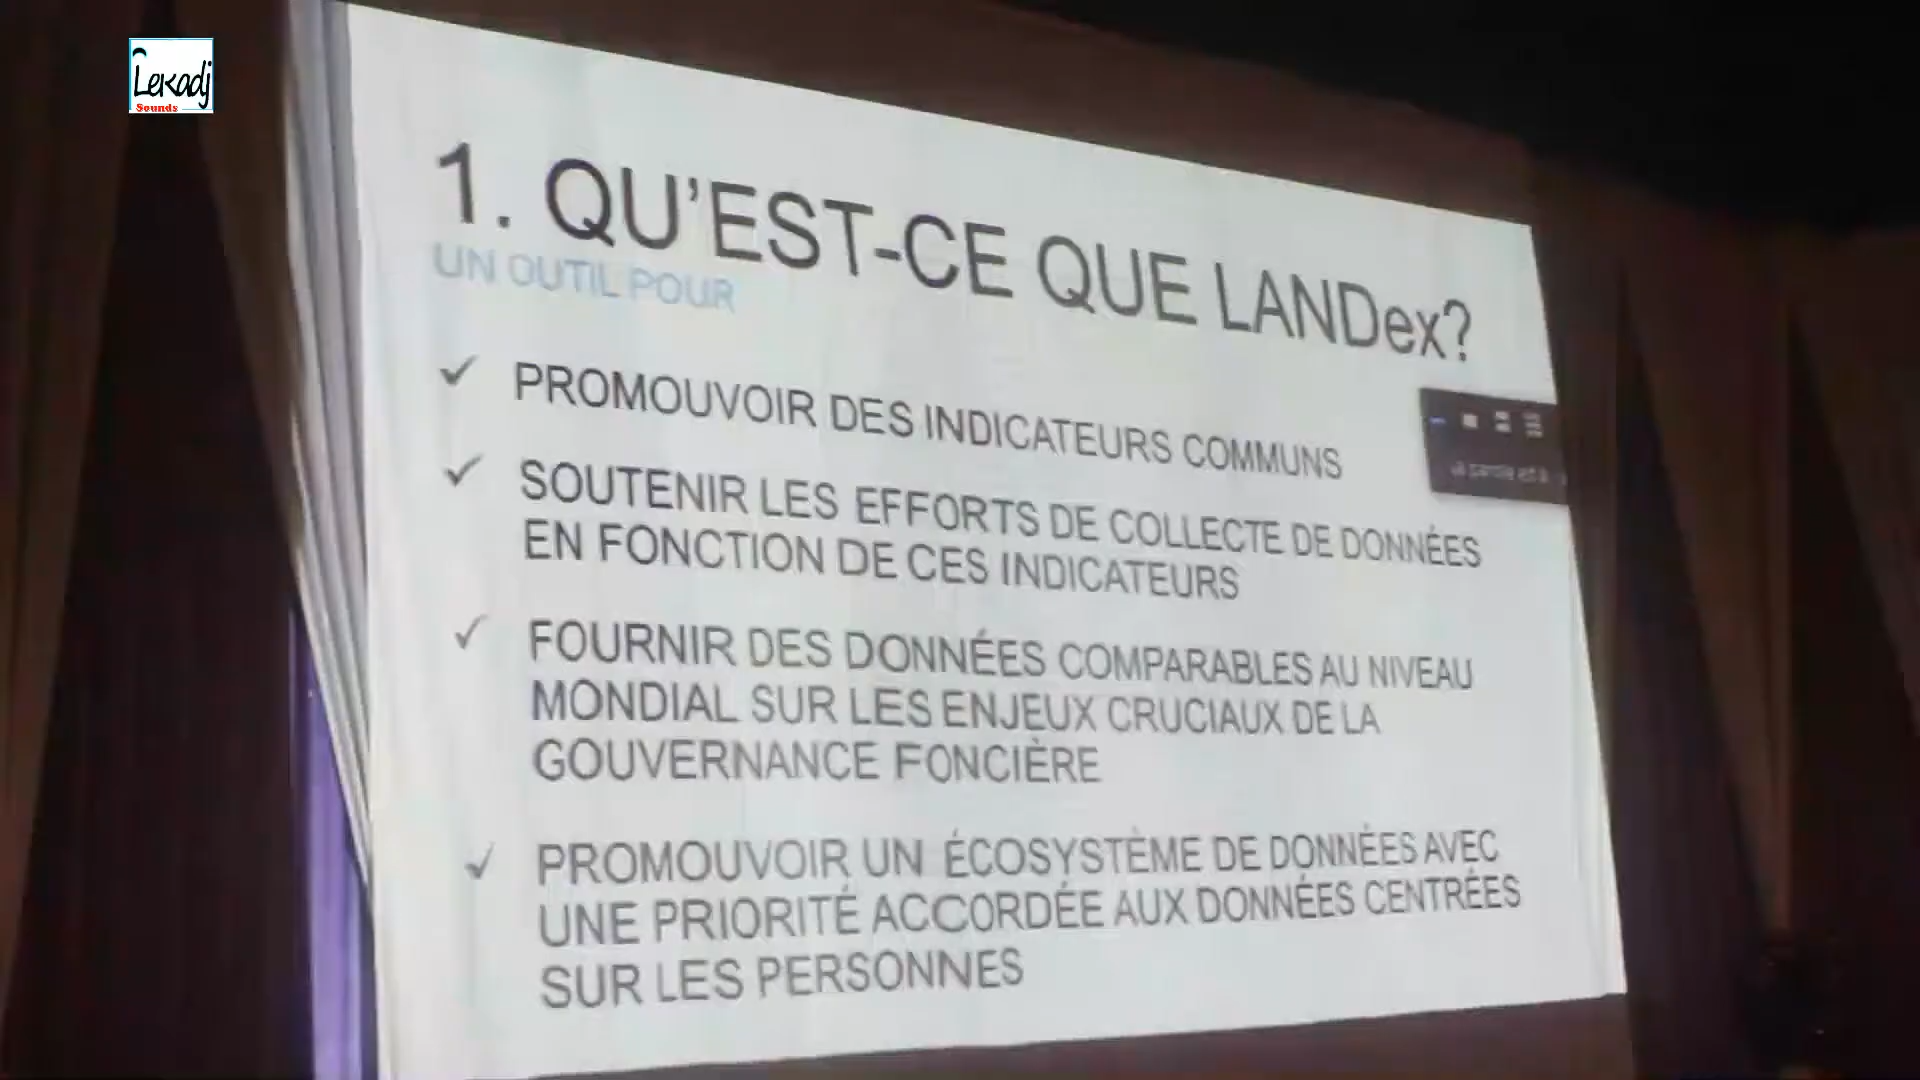 Lekadj
Sounds
1. QU'EST-CE QUE LANDex?
UN OUTIL POUR
✓ PROMOUVOIR DES INDICATEURS COMMUNS
✓ SOUTENIR LES EFFORTS DE COLLECTE DE DONNÉES
EN FONCTION DE CES INDICATEURS
✓ FOURNIR DES DONNÉES COMPARABLES AU NIVEAU
MONDIAL SUR LES ENJEUX CRUCIAUX DE LA
GOUVERNANCE FONCIÈRE
✓ PROMOUVOIR UN ÉCOSYSTÈME DE DONNÉES AVEC
UNE PRIORITÉ ACCORDÉE AUX DONNÉES CENTRÉES
SUR LES PERSONNES